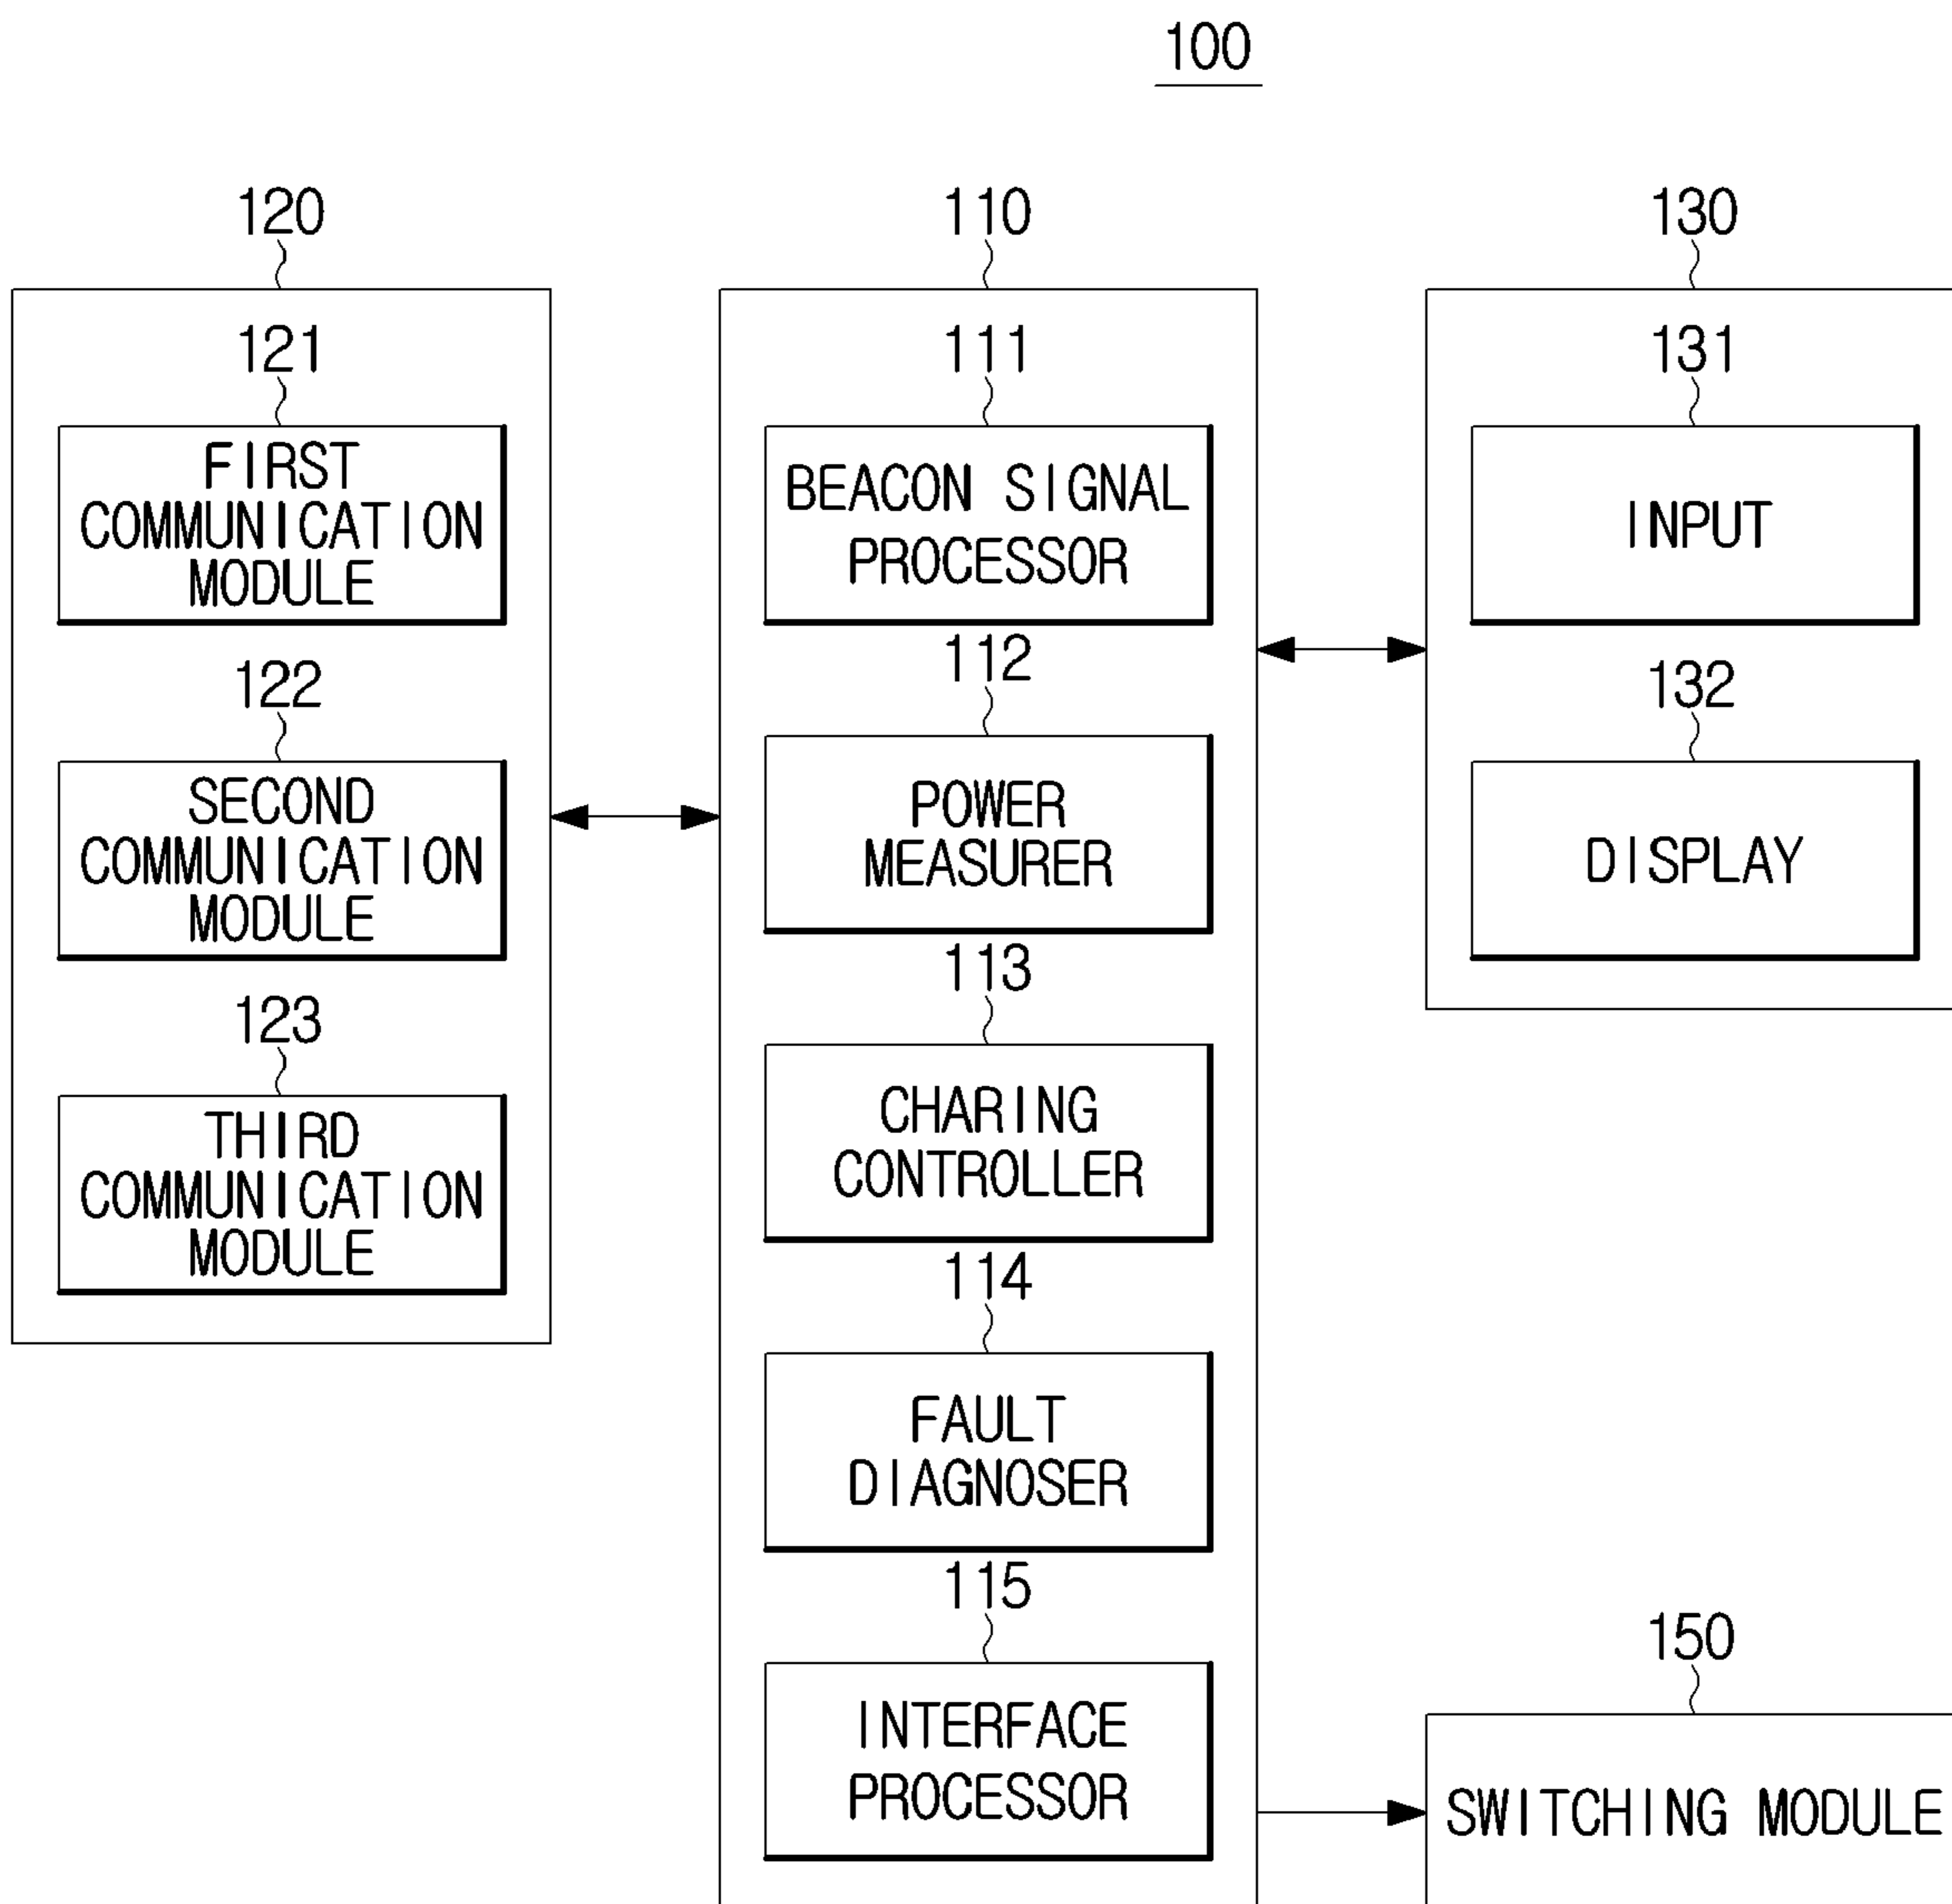 100
120
121
FIRST
COMMUNICATION
MODULE
122
SECOND
COMMUNICATION
MODULE
123
THIRD
COMMUNICATION
MODULE
110
111
BEACON SIGNAL
PROCESSOR
112
POWER
MEASURER
113
CHARING
CONTROLLER
114
FAULT
DIAGNOSER
115
INTERFACE
PROCESSOR
130
131
INPUT
132
DISPLAY
150
SWITCHING MODULE